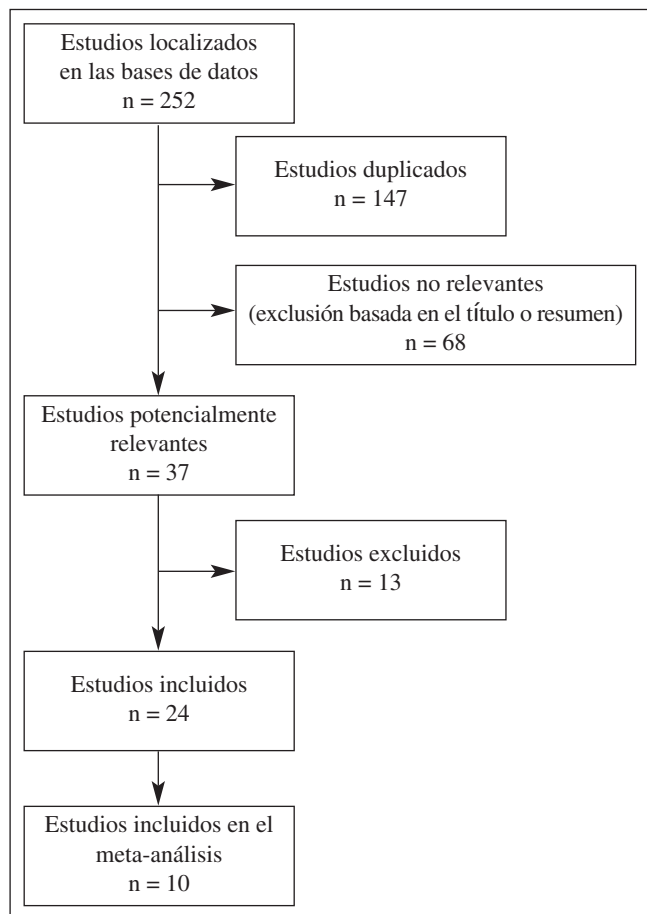 Estudios localizados
en las bases de datos
n = 252
Estudios duplicados
n = 147
Estudios no relevantes
(exclusión basada en el título o resumen)
n = 68
Estudios potencialmente
relevantes
n = 37
Estudios excluidos
n = 13
Estudios incluidos
n = 24
Estudios incluidos en el
meta-análisis
n = 10